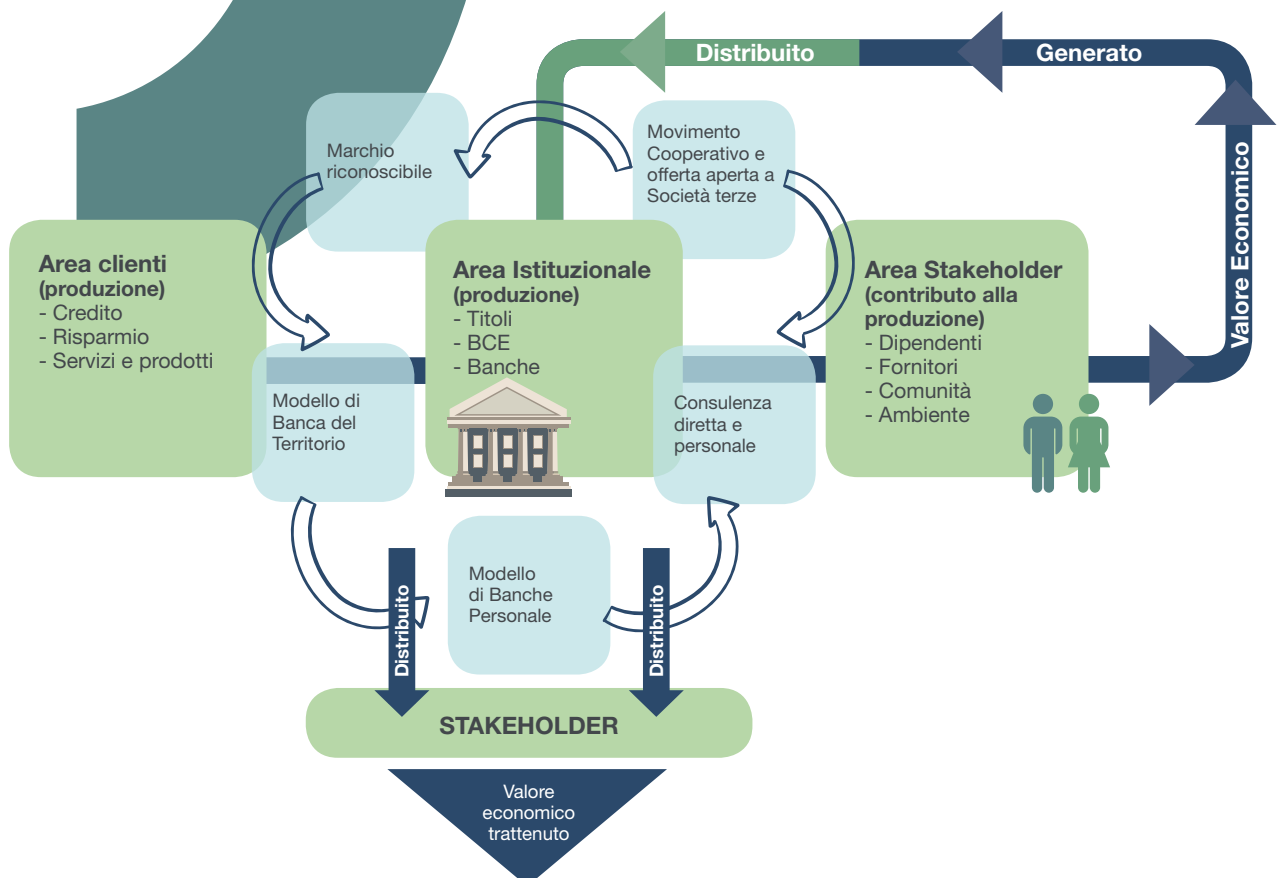 Distribuito
Generato
Valore Economico
Marchio
riconoscibile
Movimento
Cooperativo e
offerta aperta a
Società terze
Area clienti
(produzione)
- Credito
- Risparmio
- Servizi e prodotti
Area Istituzionale
(produzione)
- Titoli
- BCE
- Banche
Area Stakeholder
(contributo alla
produzione)
- Dipendenti
- Fornitori
- Comunità
- Ambiente
Modello di
Banca del
Territorio
Consulenza
diretta e
personale
Modello
di Banche
Personale
Distribuito
Distribuito
STAKEHOLDER
Valore
economico
trattenuto